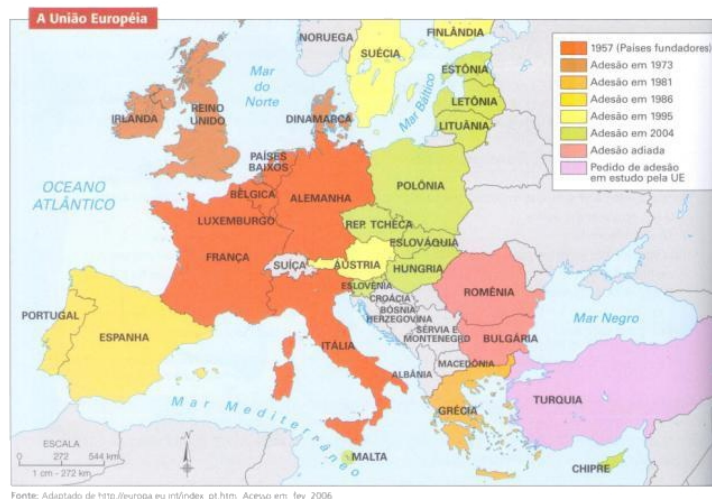 A União Européia
NORUEGA
SUÉCIA
FINLÂNDIA
1957 (Países fundadores)
Adesão em 1973
Adesão em 1981
Adesão em 1986
Adesão em 1995
Adesão em 2004
Adesão adiada
Pedido de adesão
em estudo pela UE
Mar
do
Norte
Mar Báltico
ESTÔNIA
LETÔNIA
LITUÂNIA
IRLANDA
REINO
UNIDO
DINAMARCA
PAÍSES
BAIXOS
OCEANO
ATLÂNTICO
BÉLGICA
ALEMANHA
POLÔNIA
LUXEMBURGO
REP. TCHECA
ESLOVÁQUIA
FRANÇA
SUÍÇA
ÁUSTRIA
HUNGRIA
ESLOVÊNIA
CROÁCIA
BÓSNIA
HERZEGOVINA
ROMÊNIA
SÉRVIA E
MONTENEGRO
BULGÁRIA
Mar Negro
PORTUGAL
ESPANHA
ITÁLIA
MACEDÔNIA
ALBÂNIA
GRÉCIA
TURQUIA
Mar Mediterrâneo
MALTA
CHIPRE
ESCALA
0 272 544 km
1 cm - 272 km
N
Fonte: Adaptado de http://europa.eu.int/index_pt.htm. Acesso em fev. 2006